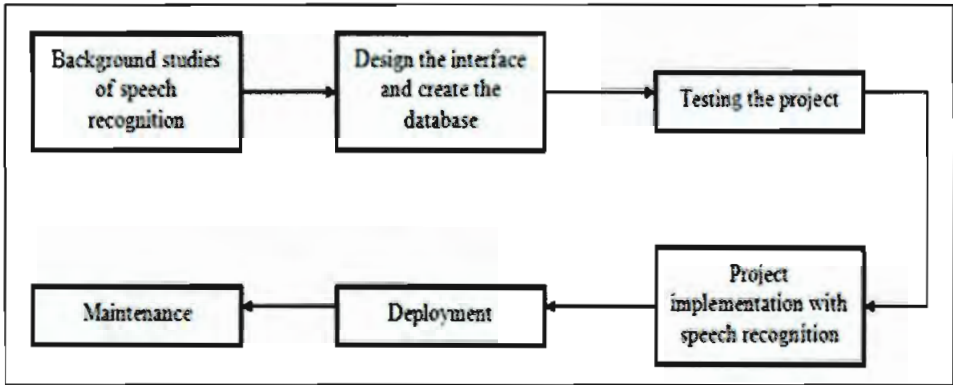 Background studies
of speech
recognition
Design the interface
and create the
database
Testing the project
Project
implementation with
speech recognition
Deployment
Maintenance